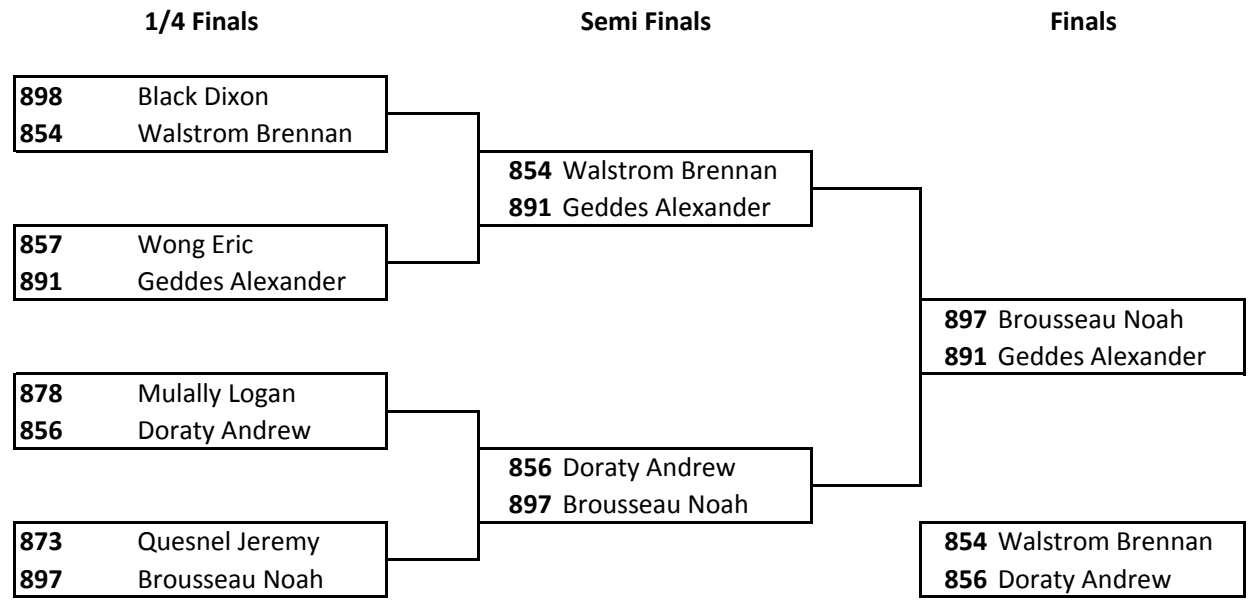 1/4 Finals Semi Finals Finals
898 Black Dixon
854 Walstrom Brennan
854 Walstrom Brennan
891 Geddes Alexander
857 Wong Eric
891 Geddes Alexander
897 Brousseau Noah
891 Geddes Alexander
878 Mulally Logan
856 Doraty Andrew
856 Doraty Andrew
897 Brousseau Noah
873 Quesnel Jeremy
897 Brousseau Noah
854 Walstrom Brennan
856 Doraty Andrew